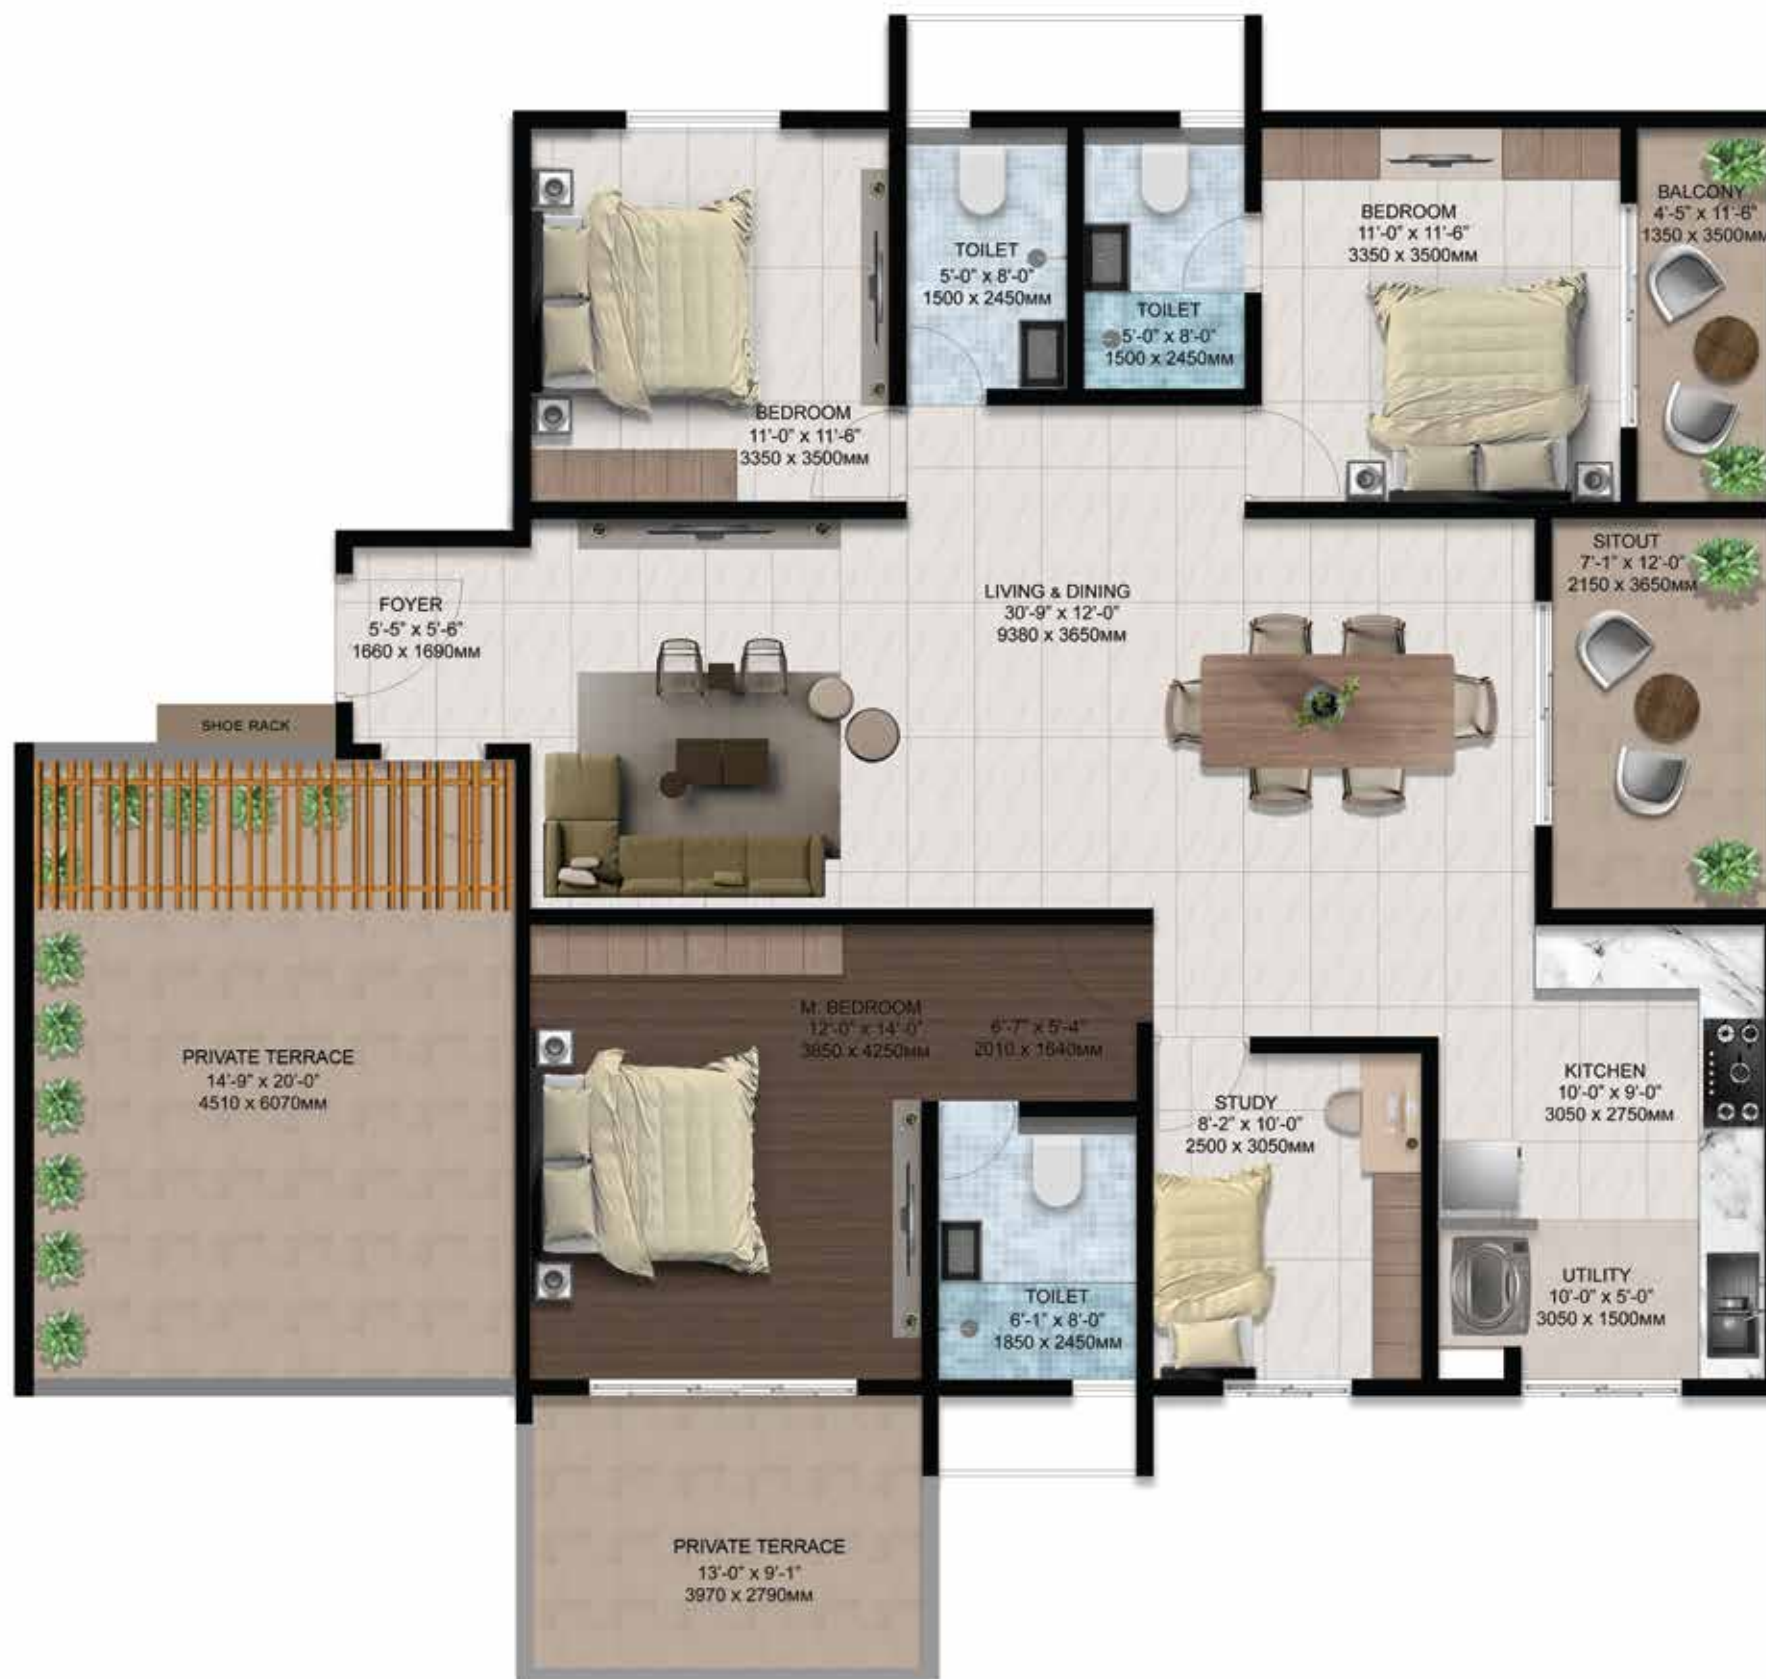 BALCONY
4'-5" x 11'-6"
1350 x 3500MM
BEDROOM
11'-0" x 11'-6"
3350 x 3500MM
TOILET
5'-0" x 8'-0"
1500 x 2450MM
TOILET
5'-0" x 8'-0"
1500 x 2450MM
BEDROOM
11'-0" x 11'-6"
3350 x 3500MM
SITOUT
7'-1" x 12'-0"
2150 x 3650MM
LIVING & DINING
30'-9" x 12'-0"
9380 x 3650MM
FOYER
5'-5" x 5'-6"
1660 x 1690MM
SHOE RACK
M. BEDROOM
12'-0" x 14'-0"
3850 x 4250MM
6'-7" x 5'-4"
2010 x 1640MM
PRIVATE TERRACE
14'-9" x 20'-0"
4510 x 6070MM
KITCHEN
10'-0" x 9'-0"
3050 x 2750MM
STUDY
8'-2" x 10'-0"
2500 x 3050MM
UTILITY
10'-0" x 5'-0"
3050 x 1500MM
TOILET
6'-1" x 8'-0"
1850 x 2450MM
PRIVATE TERRACE
13'-0" x 9'-1"
3970 x 2790MM